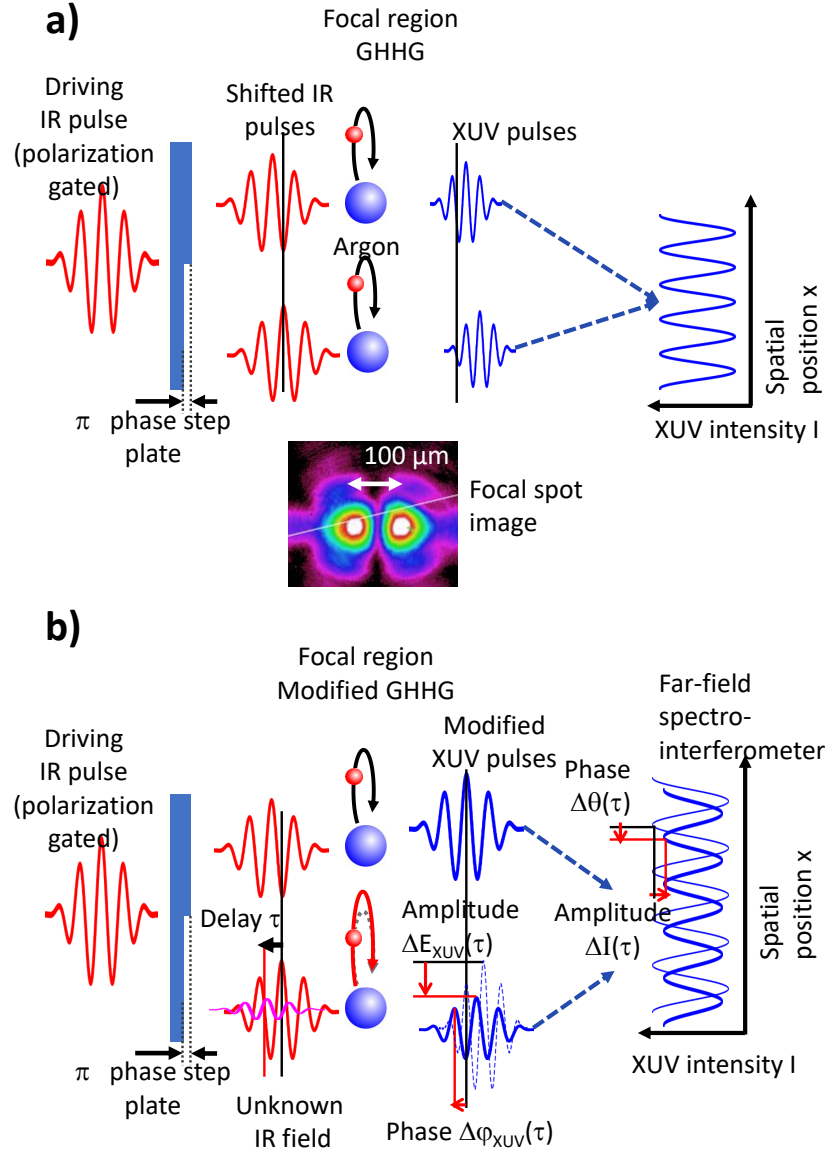 a)
Focal region
GHHG
Driving
IR pulse
(polarization
gated)
Shifted IR
pulses
XUV pulses
Argon
Spatial
position x
π phase step
plate
XUV intensity I
100 μm
Focal spot
image
b)
Focal region
Modified GHHG
Far-field
spectro-
interferometer
Driving
IR pulse
(polarization
gated)
Modified
XUV pulses
Phase
Δθ(τ)
Delay τ
Amplitude
ΔE_XUV(τ)
Amplitude
ΔI(τ)
Spatial
position x
π phase step
plate
Unknown
IR field
XUV intensity I
Phase Δφ_XUV(τ)